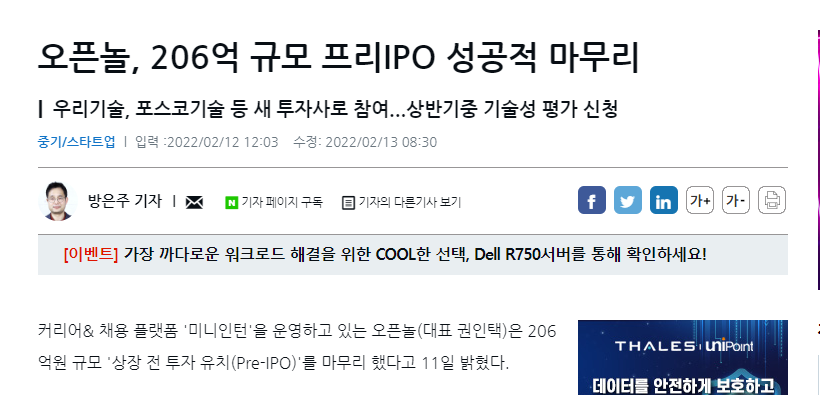 오픈놀, 206억 규모 프리IPO 성공적 마무리
우리기술, 포스코기술 등 새 투자사로 참여...상반기중 기술성 평가 신청
중기/스타트업 | 입력 :2022/02/12 12:03 수정: 2022/02/13 08:30
방은주 기자 | N 기자 페이지 구독 기자의 다른기사 보기 f in 가+ 가-
[이벤트] 가장 까다로운 워크로드 해결을 위한 COOL한 선택, Dell R750서버를 통해 확인하세요!
커리어& 채용 플랫폼 '미니인턴'을 운영하고 있는 오픈놀(대표 권인택)은 206
억원 규모 '상장 전 투자 유치(Pre-IPO)'를 마무리 했다고 11일 밝혔다.
THALES | UniPoint
데이터를 안전하게 보호하고